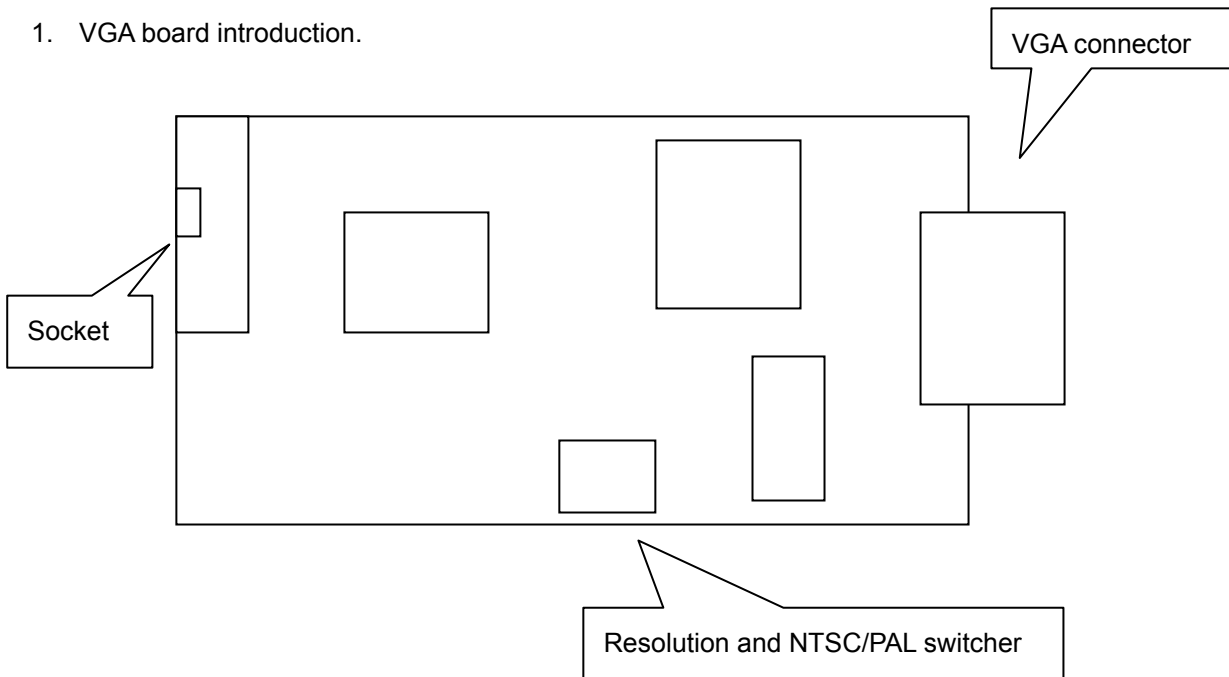 1. VGA board introduction.
VGA connector
Socket
Resolution and NTSC/PAL switcher